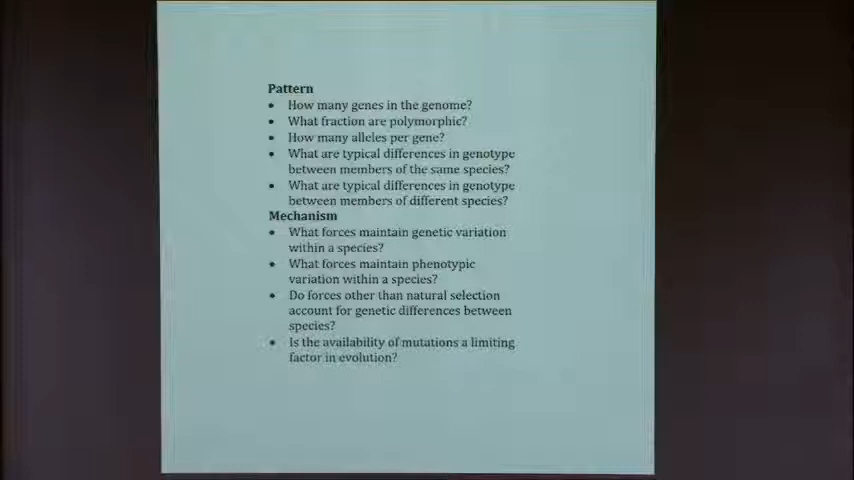 Pattern
• How many genes in the genome?
• What fraction are polymorphic?
• How many alleles per gene?
• What are typical differences in genotype
between members of the same species?
• What are typical differences in genotype
between members of different species?
Mechanism
• What forces maintain genetic variation
within a species?
• What forces maintain phenotypic
variation within a species?
• Do forces other than natural selection
account for genetic differences between
species?
• Is the availability of mutations a limiting
factor in evolution?